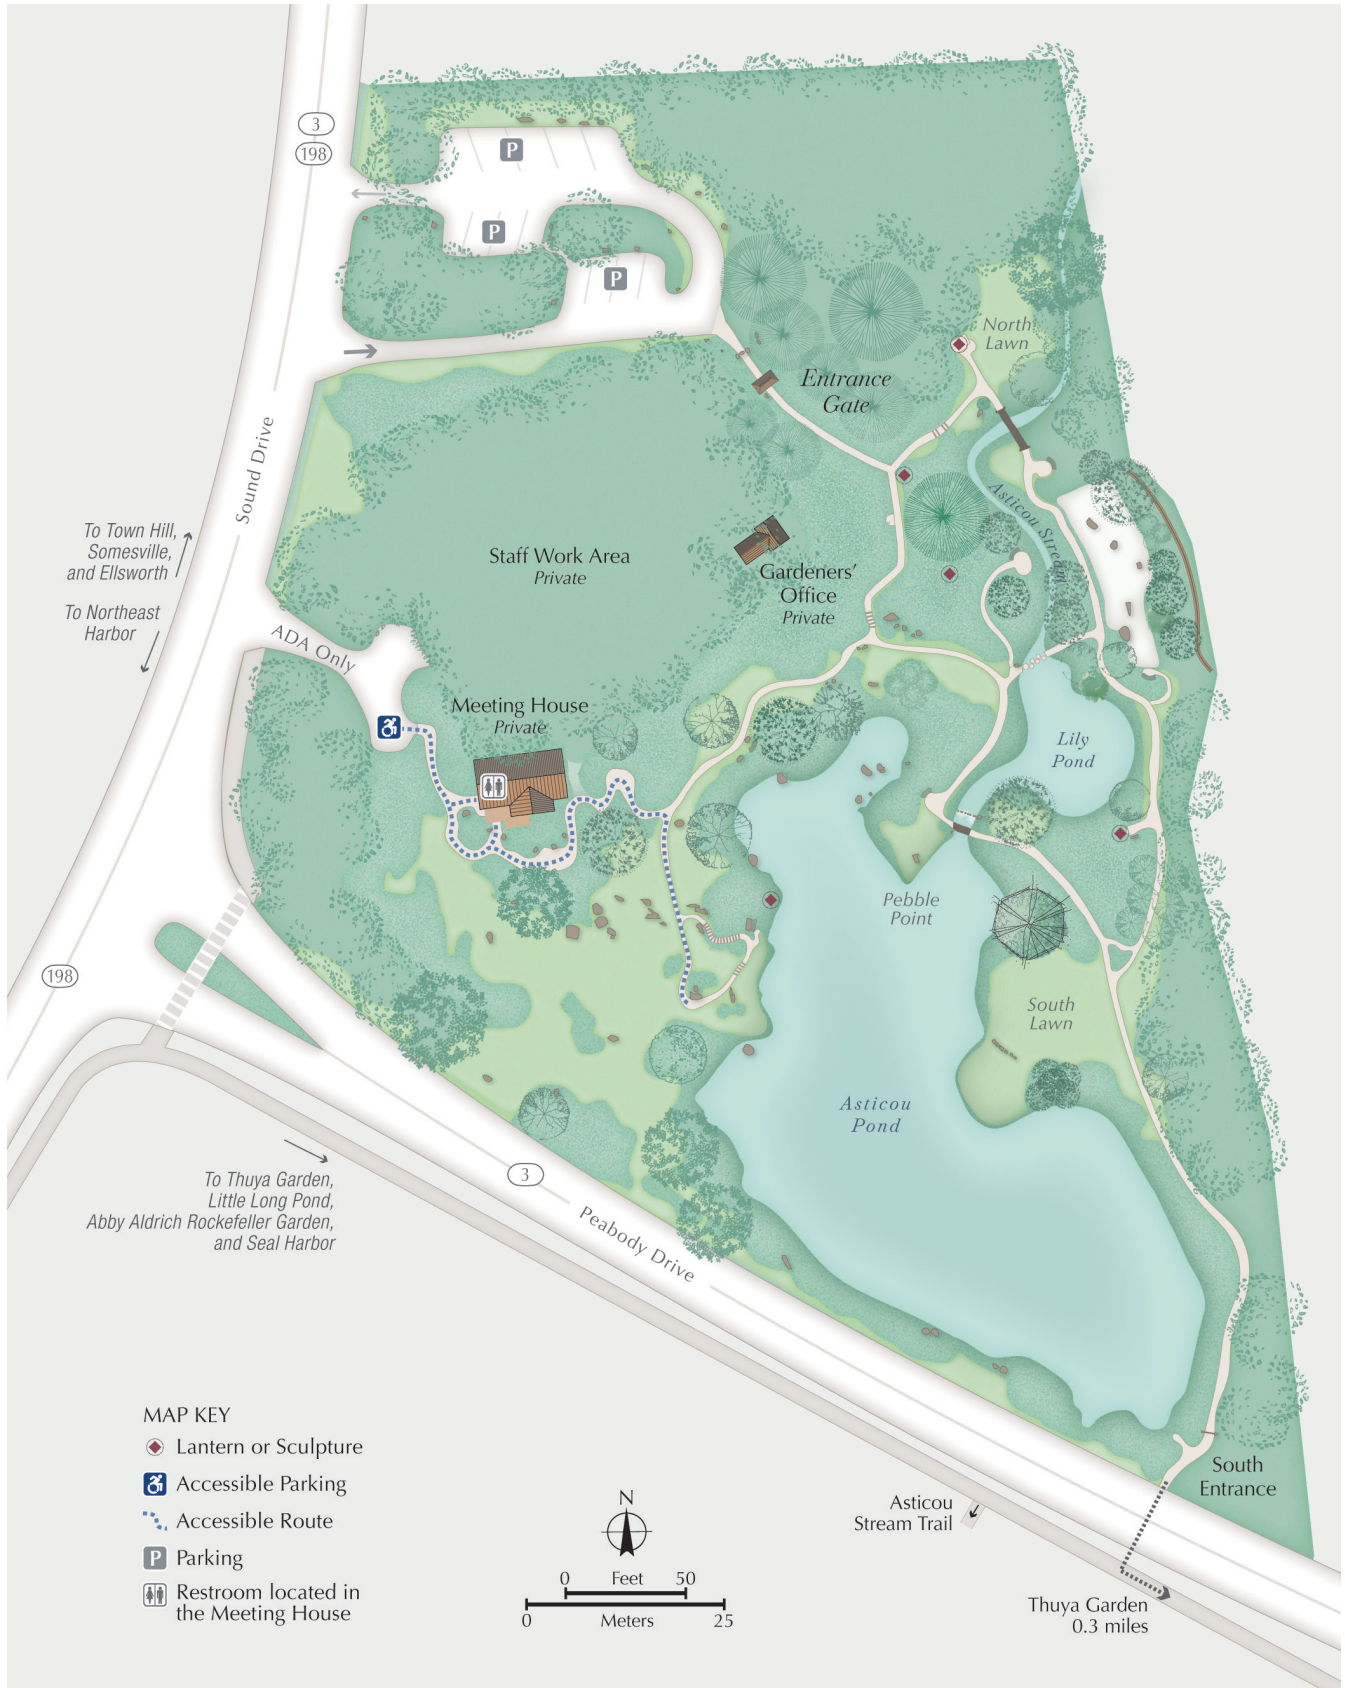 3
198
P
P
P
North
Lawn
Entrance
Gate
Sound Drive
Asticou Stream
To Town Hill,
Somesville,
and Ellsworth
To Northeast
Harbor
Staff Work Area
Private
Gardeners'
Office
Private
ADA Only
Meeting House
Private
Lily
Pond
Pebble
Point
198
South
Lawn
Asticou
Pond
3
Peabody Drive
To Thuya Garden,
Little Long Pond,
Abby Aldrich Rockefeller Garden,
and Seal Harbor
MAP KEY
Lantern or Sculpture
Accessible Parking
Accessible Route
P Parking
Restroom located in
the Meeting House
N
0 Feet 50
0 Meters 25
South
Entrance
Asticou
Stream Trail
Thuya Garden
0.3 miles